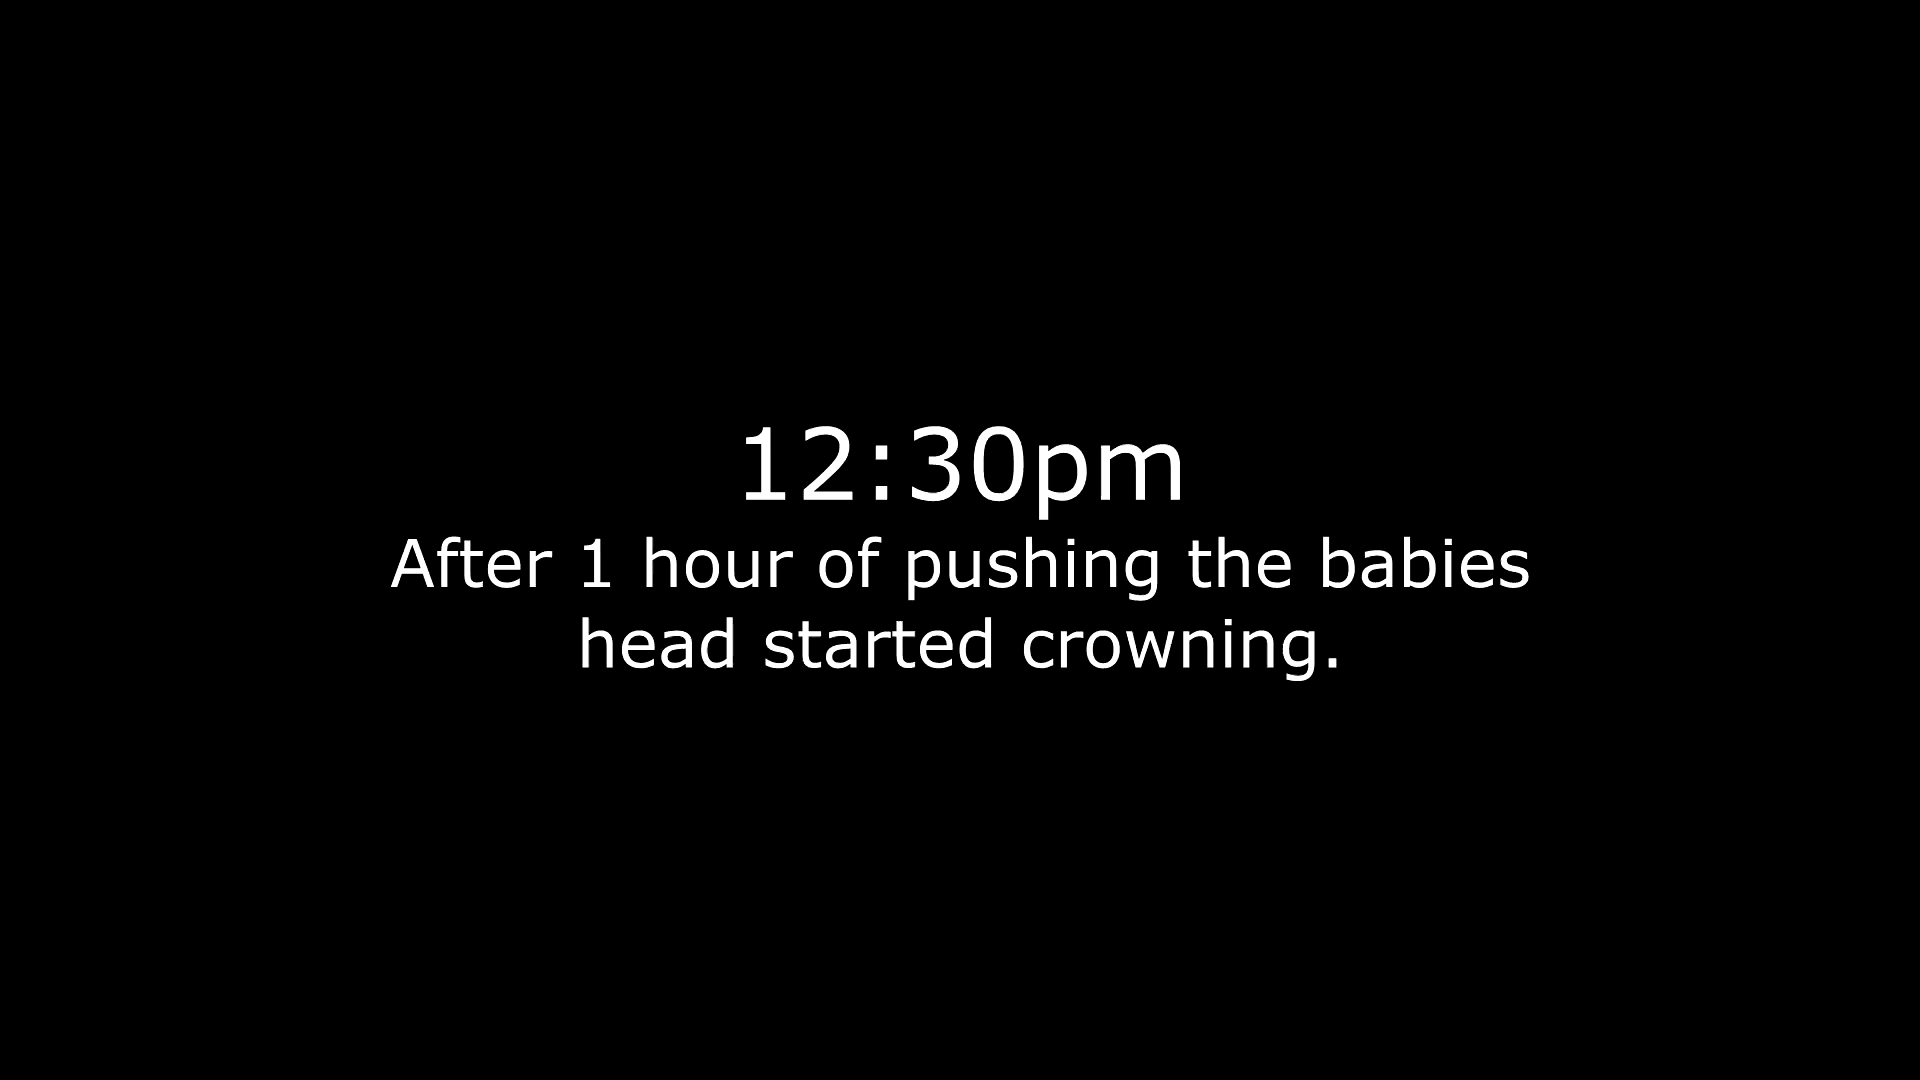 12:30pm
After 1 hour of pushing the babies
head started crowning.